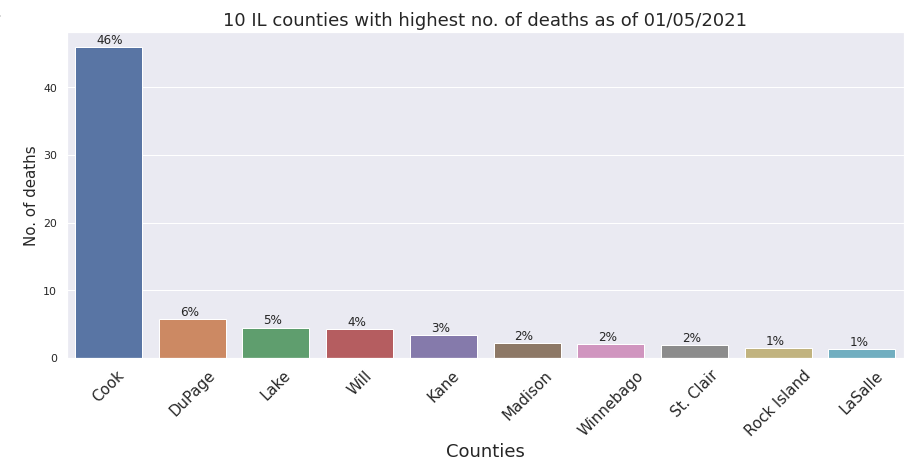 10 IL counties with highest no. of deaths as of 01/05/2021
46%
6%
5%
4%
3%
2%
2%
2%
1%
1%
40
30
20
10
0
No. of deaths
Cook
DuPage
Lake
Will
Kane
Madison
Winnebago
St. Clair
Rock Island
LaSalle
Counties